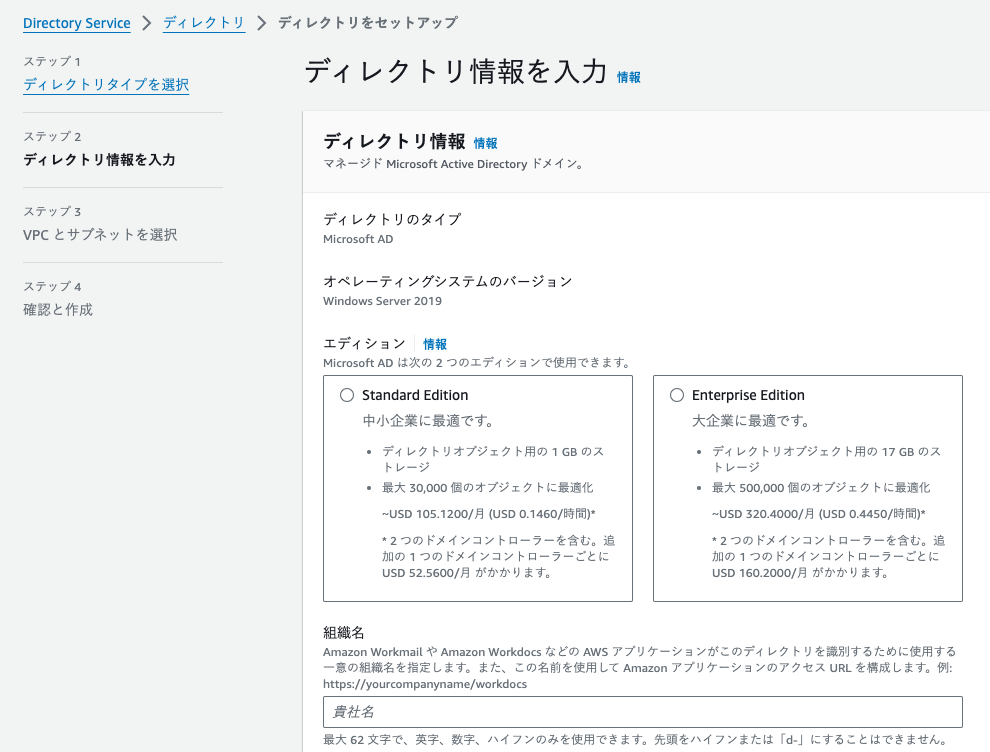 Directory Service > ディレクトリ > ディレクトリをセットアップ
ステップ 1
ディレクトリタイプを選択
ステップ 2
ディレクトリ情報を入力
ステップ 3
VPC とサブネットを選択
ステップ 4
確認と作成
ディレクトリ情報を入力 情報
ディレクトリ情報 情報
マネージド Microsoft Active Directory ドメイン。
ディレクトリのタイプ
Microsoft AD
オペレーティングシステムのバージョン
Windows Server 2019
エディション 情報
Microsoft AD は次の 2 つのエディションで使用できます。
Standard Edition
中小企業に最適です。
• ディレクトリオブジェクト用の 1 GB のス
トレージ
• 最大 30,000 個のオブジェクトに最適化
~USD 105.1200/月 (USD 0.1460/時間)*
* 2 つのドメインコントローラーを含む。追
加の 1 つのドメインコントローラーごとに
USD 52.5600/月 がかかります。
Enterprise Edition
大企業に最適です。
• ディレクトリオブジェクト用の 17 GB のス
トレージ
• 最大 500,000 個のオブジェクトに最適化
~USD 320.4000/月 (USD 0.4450/時間)*
* 2 つのドメインコントローラーを含む。追
加の 1 つのドメインコントローラーごとに
USD 160.2000/月 がかかります。
組織名
Amazon Workmail や Amazon Workdocs などの AWS アプリケーションがこのディレクトリを識別するために使用する
一意の組織名を指定します。また、この名前を使用して Amazon アプリケーションのアクセス URL を構成します。例:
https://yourcompanyname/workdocs
貴社名
最大 62 文字で、英字、数字、ハイフンのみを使用できます。先頭をハイフンまたは「d-」にすることはできません。